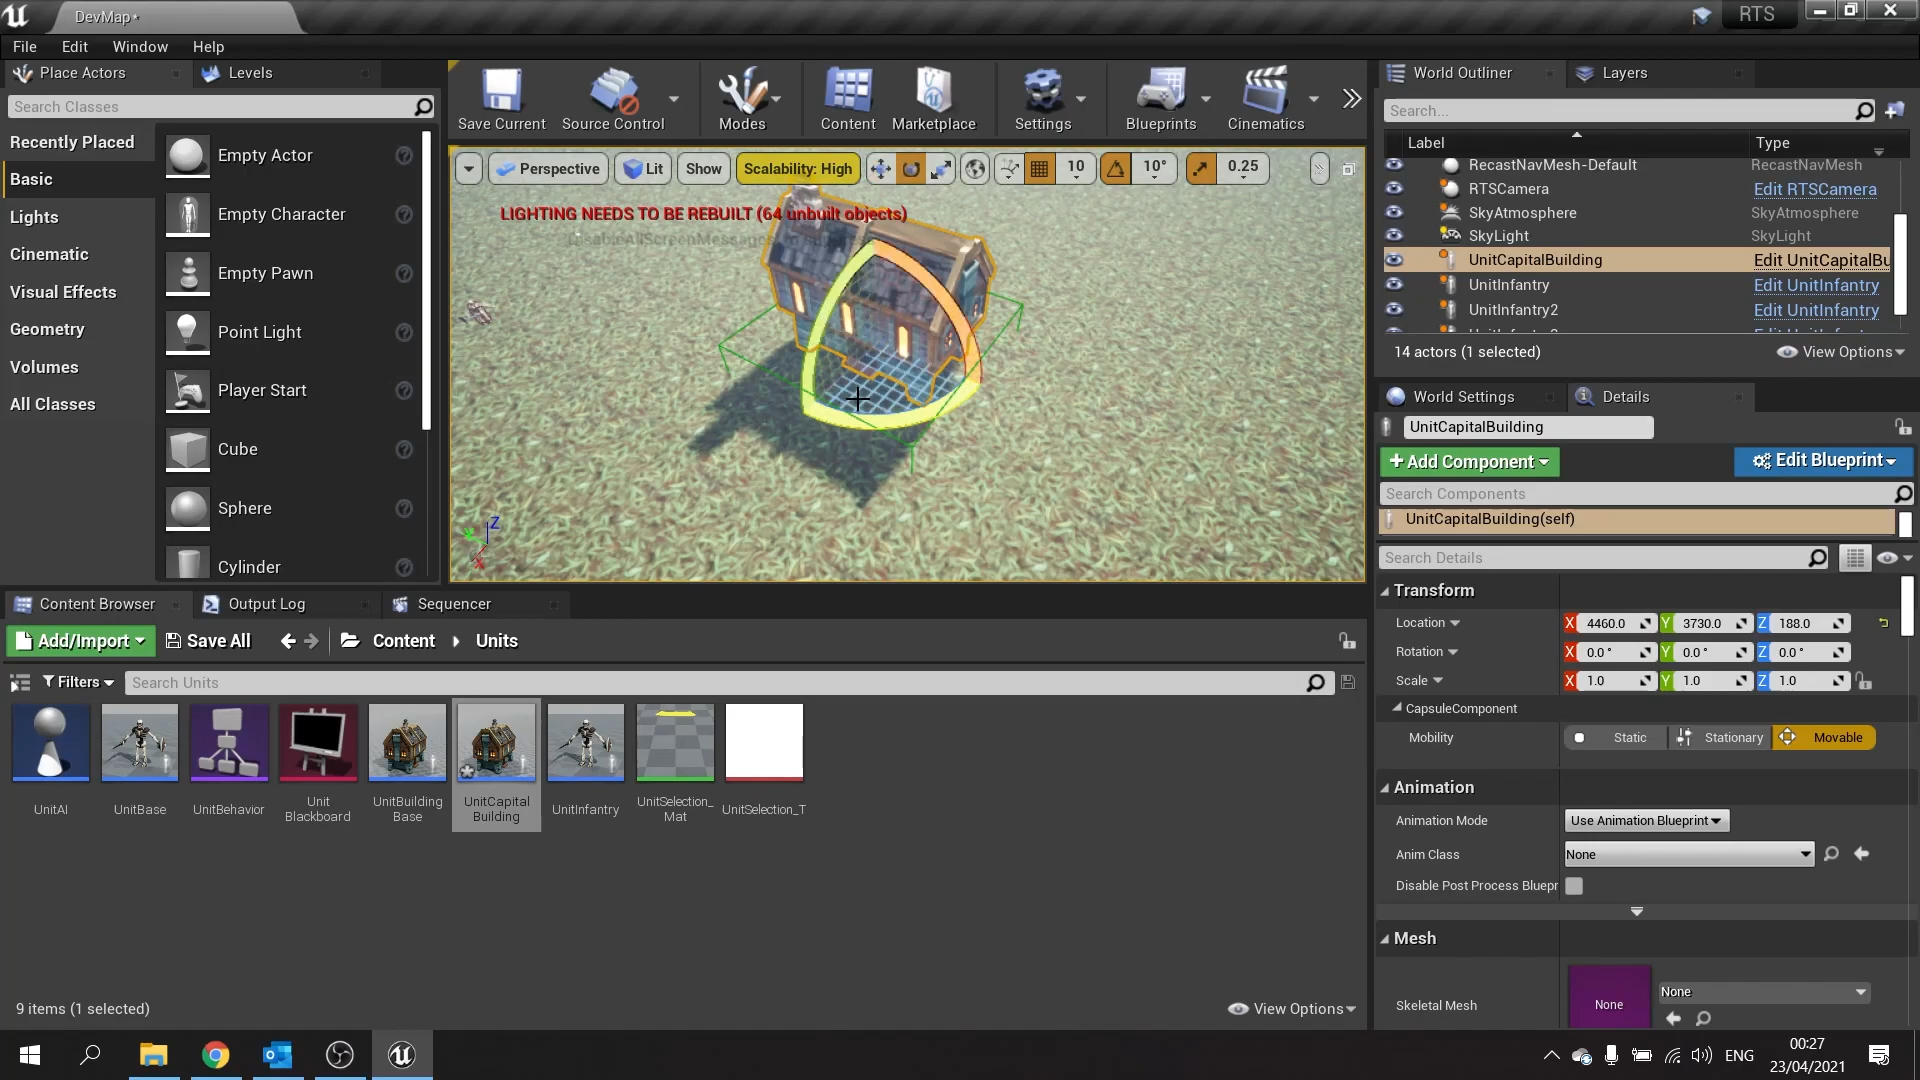 DevMap*
RTS
File Edit Window Help
Place Actors
Levels
Search Classes
Recently Placed
Basic
Lights
Cinematic
Visual Effects
Geometry
Volumes
All Classes
Empty Actor
Empty Character
Empty Pawn
Point Light
Player Start
Cube
Sphere
Cylinder
Save Current
Source Control
Modes
Content
Marketplace
Settings
Blueprints
Cinematics
Perspective
Lit
Show
Scalability: High
10
10°
0.25
LIGHTING NEEDS TO BE REBUILT (64 unbuilt objects)
Z
X
World Outliner
Layers
Search...
Label Type
RecastNavMesh-Default RecastNavMesh
RTSCamera Edit RTSCamera
SkyAtmosphere SkyAtmosphere
SkyLight SkyLight
UnitCapitalBuilding Edit UnitCapitalBu
UnitInfantry Edit UnitInfantry
UnitInfantry2 Edit UnitInfantry
14 actors (1 selected)
View Options
World Settings
Details
UnitCapitalBuilding
Add Component
Edit Blueprint
Search Components
UnitCapitalBuilding(self)
Search Details
Transform
Location X 4460.0 Y 3730.0 Z 188.0
Rotation X 0.0 ° Y 0.0 ° Z 0.0 °
Scale X 1.0 Y 1.0 Z 1.0
CapsuleComponent
Mobility Static Stationary Movable
Animation
Animation Mode Use Animation Blueprint
Anim Class None
Disable Post Process Bluepr
Mesh
Skeletal Mesh None None
Content Browser
Output Log
Sequencer
Add/Import
Save All
Content
Units
Filters
Search Units
UnitAI
UnitBase
UnitBehavior
Unit
Blackboard
UnitBuilding
Base
UnitCapital
Building
UnitInfantry
UnitSelection_
Mat
UnitSelection_T
9 items (1 selected)
View Options
ENG
00:27
23/04/2021